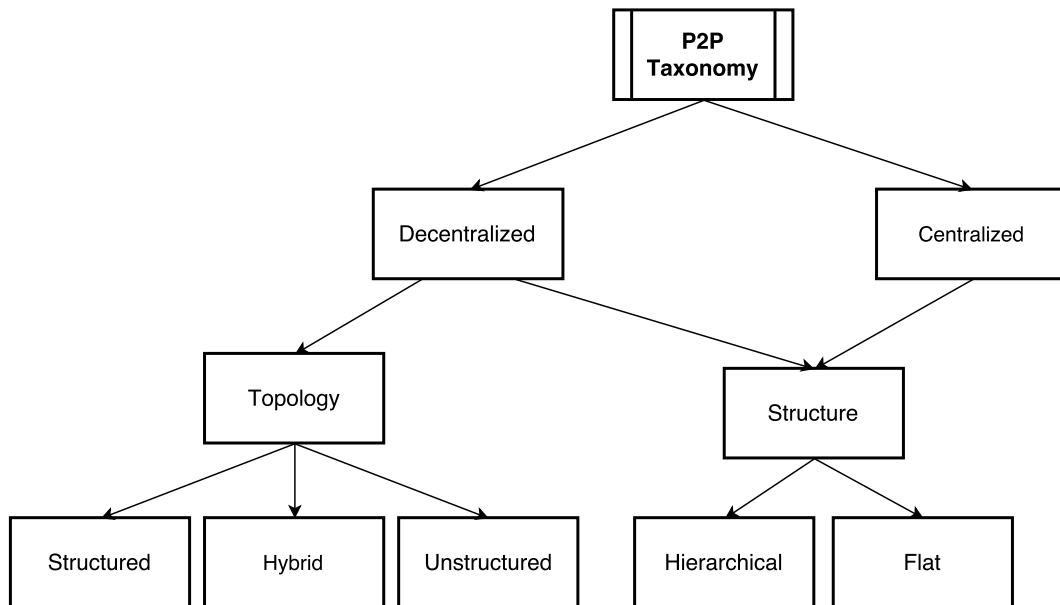 P2P
Taxonomy
Decentralized
Centralized
Topology
Structure
Structured
Hybrid
Unstructured
Hierarchical
Flat